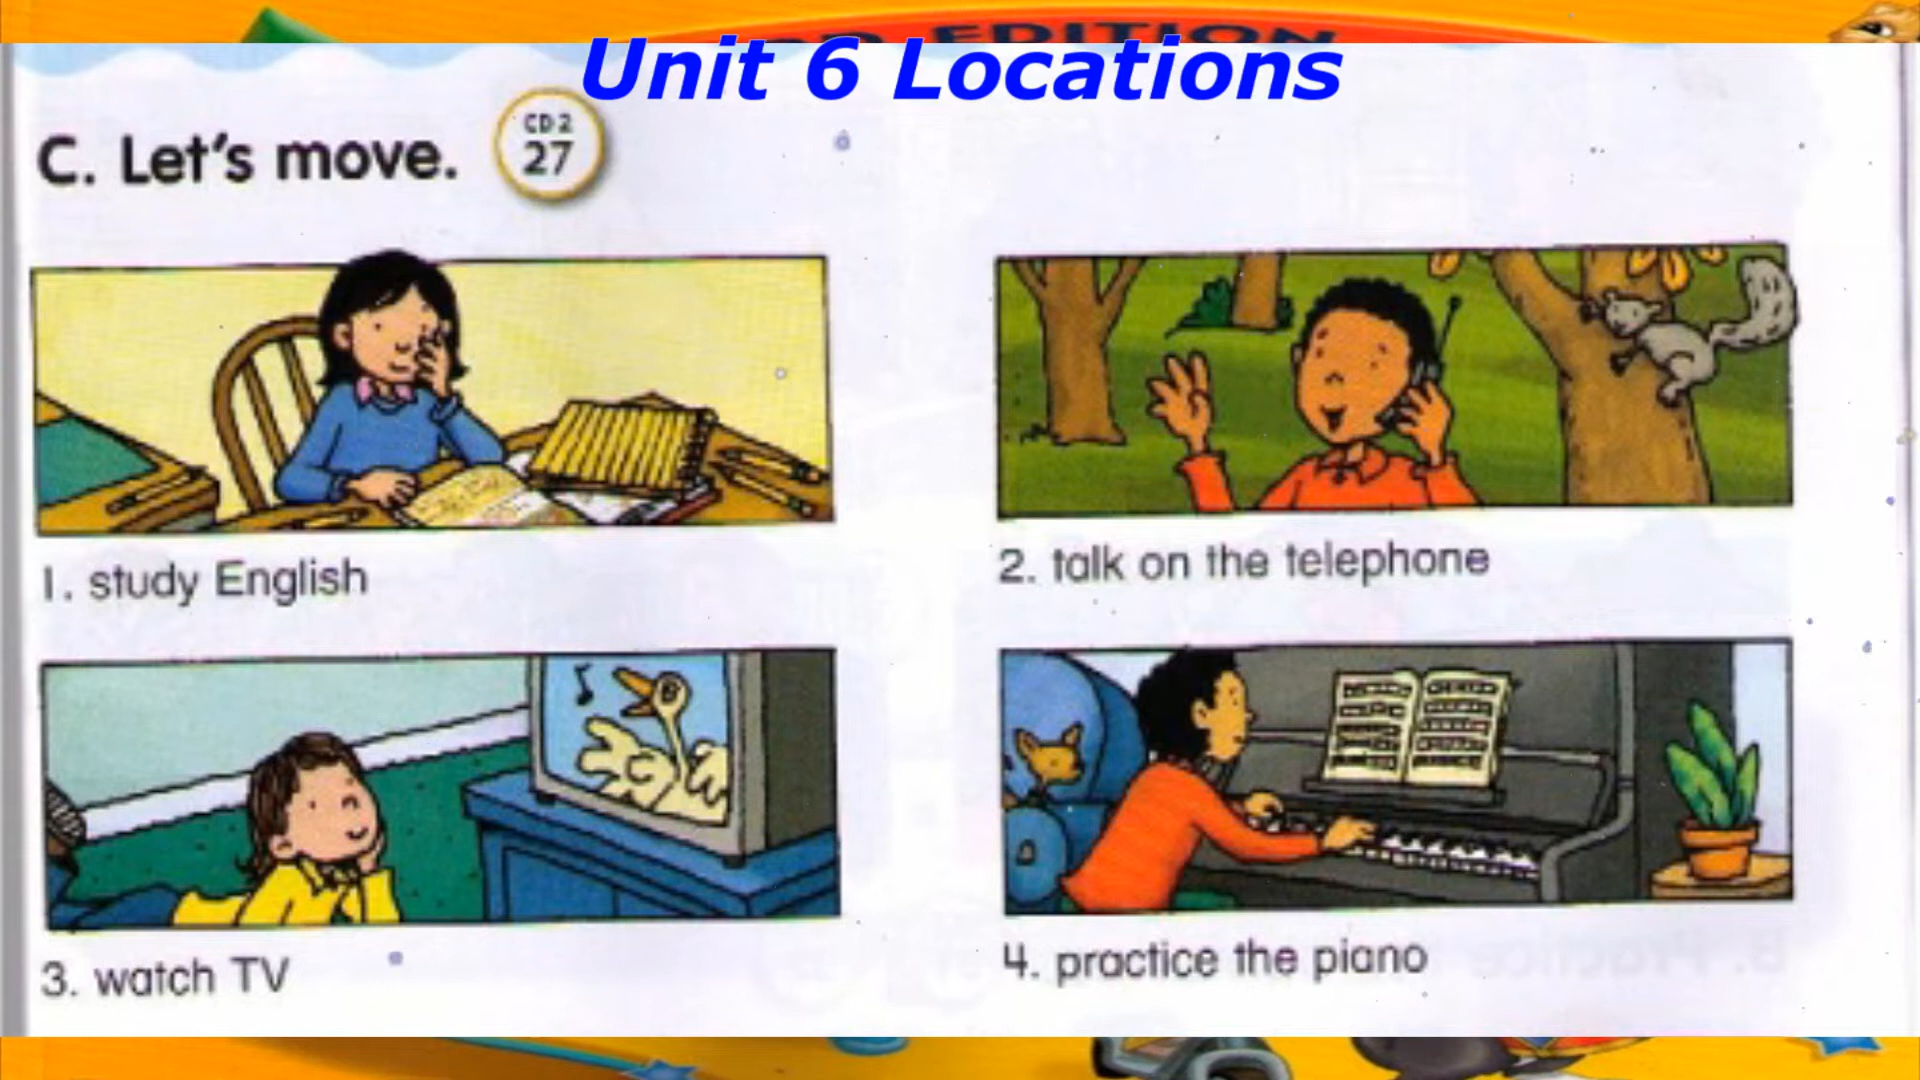 EDITION
Unit 6 Locations
C. Let's move.
CD 2
27
1. study English
2. talk on the telephone
3. watch TV
4. practice the piano